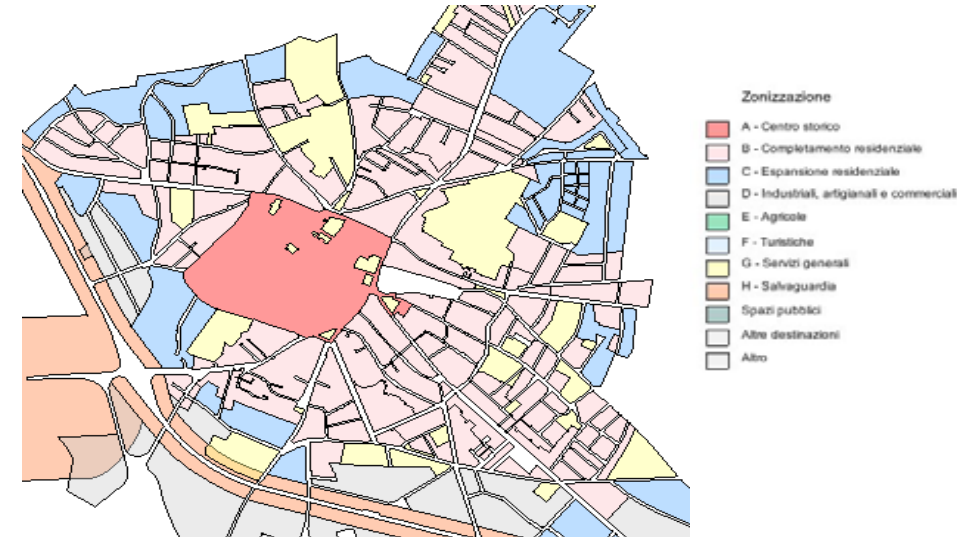 Zonizzazione
A - Centro storico
B - Completamento residenziale
C - Espansione residenziale
D - Industriali, artigianali e commerciali
E - Agricole
F - Turistiche
G - Servizi generali
H - Salvaguardia
Spazi pubblici
Altre destinazioni
Altro